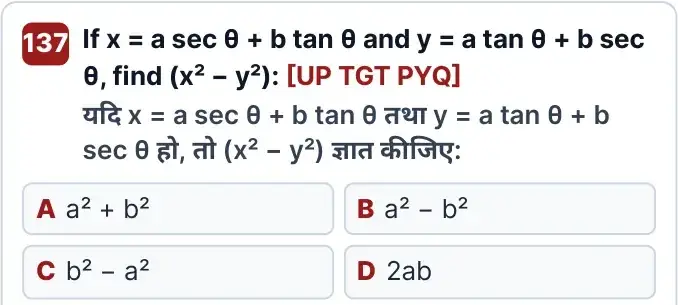 137 If x = a sec θ + b tan θ and y = a tan θ + b sec
θ, find (x² − y²): [UP TGT PYQ]
यदि x = a sec θ + b tan θ तथा y = a tan θ + b
sec θ हो, तो (x² − y²) ज्ञात कीजिए:
A a² + b²
B a² − b²
C b² − a²
D 2ab